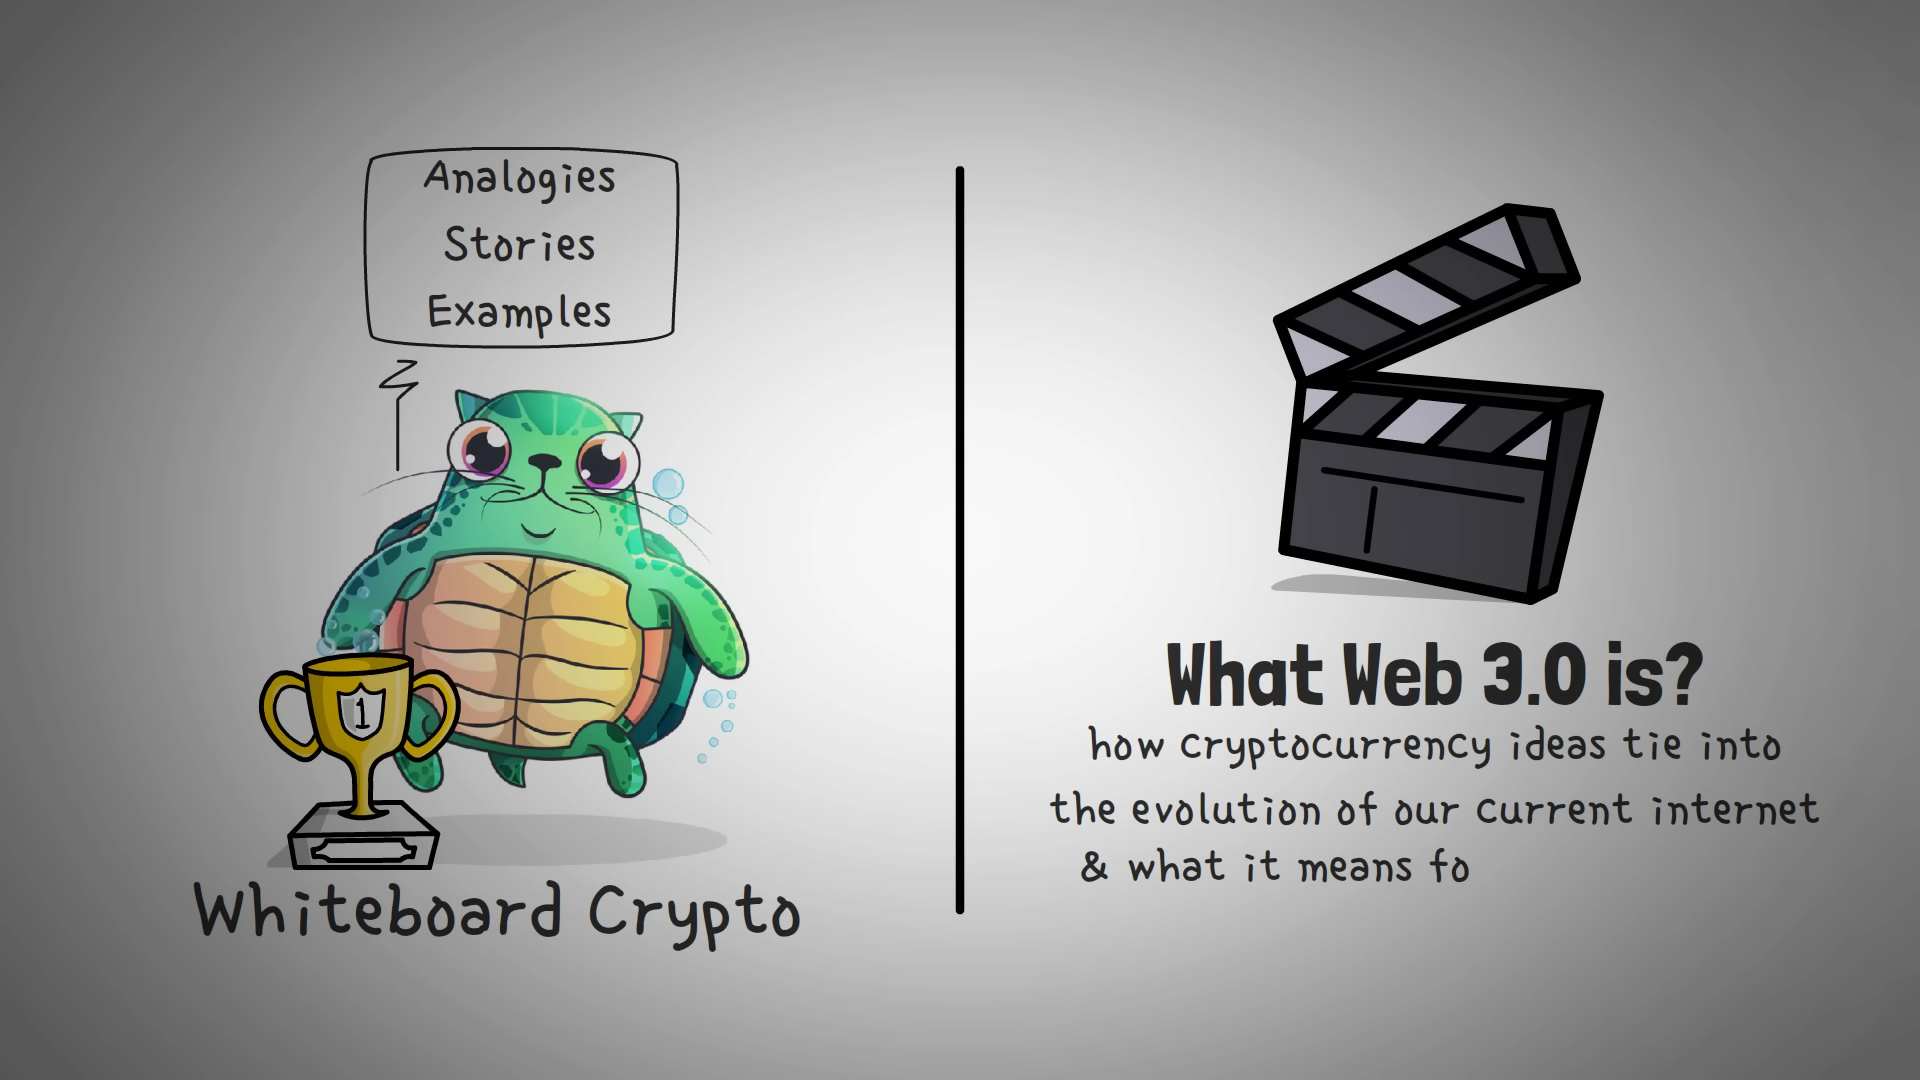 Analogies
Stories
Examples
1
Whiteboard Crypto
What Web 3.0 is?
how cryptocurrency ideas tie into
the evolution of our current internet
& what it means fo